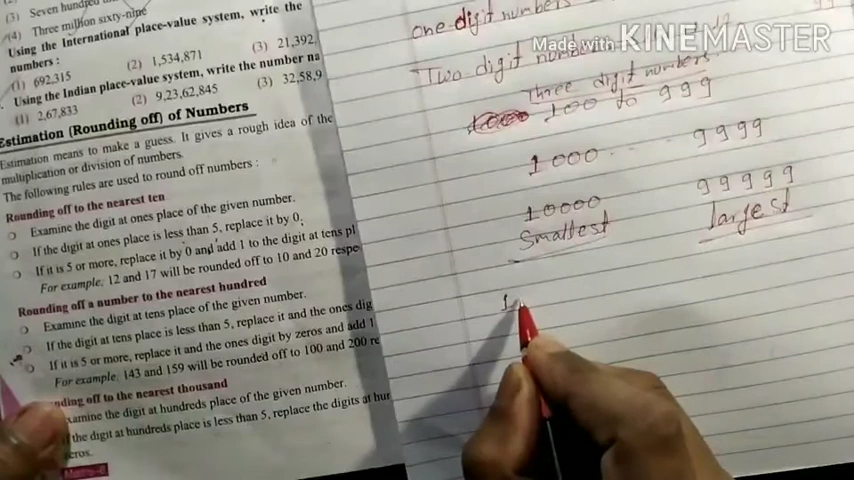 (3) Seven hundred
(4) Three million sixty-nine
Using the International place-value system, write the
numbers :
(1) 692,315 (2) 1,534,871 (3) 21,392
Using the Indian place-value system, write the number na
(1) 2,67,833 (2) 9,23,62,845 (3) 32,58,9
Estimation (Rounding off) of Numbers
Estimation means to make a guess. It gives a rough idea of the
multiplication or division of numbers.
The following rules are used to round off numbers :
Rounding off to the nearest ten
Examine the digit at ones place of the given number.
If the digit at ones place is less than 5, replace it by 0.
If it is 5 or more, replace it by 0 and add 1 to the digit at tens pl
For example, 12 and 17 will be rounded off to 10 and 20 respe
Rounding off a number to the nearest hundred
Examine the digit at tens place of the given number.
If the digit at tens place is less than 5, replace it and the ones dig
If it is 5 or more, replace it and the ones digit by zeros and add 1
For example, 143 and 159 will be rounded off to 100 and 200 re
nding off to the nearest thousand
xamine the digit at hundreds place of the given number.
f the digit at hundreds place is less than 5, replace the digits at hun
eros.
Maths-6
one digit numbers
Two digit numbers
Three digit numbers.
100 to 999
1000 ..... 9999
10000 99999
Smallest largest
1
Made with KINEMASTER